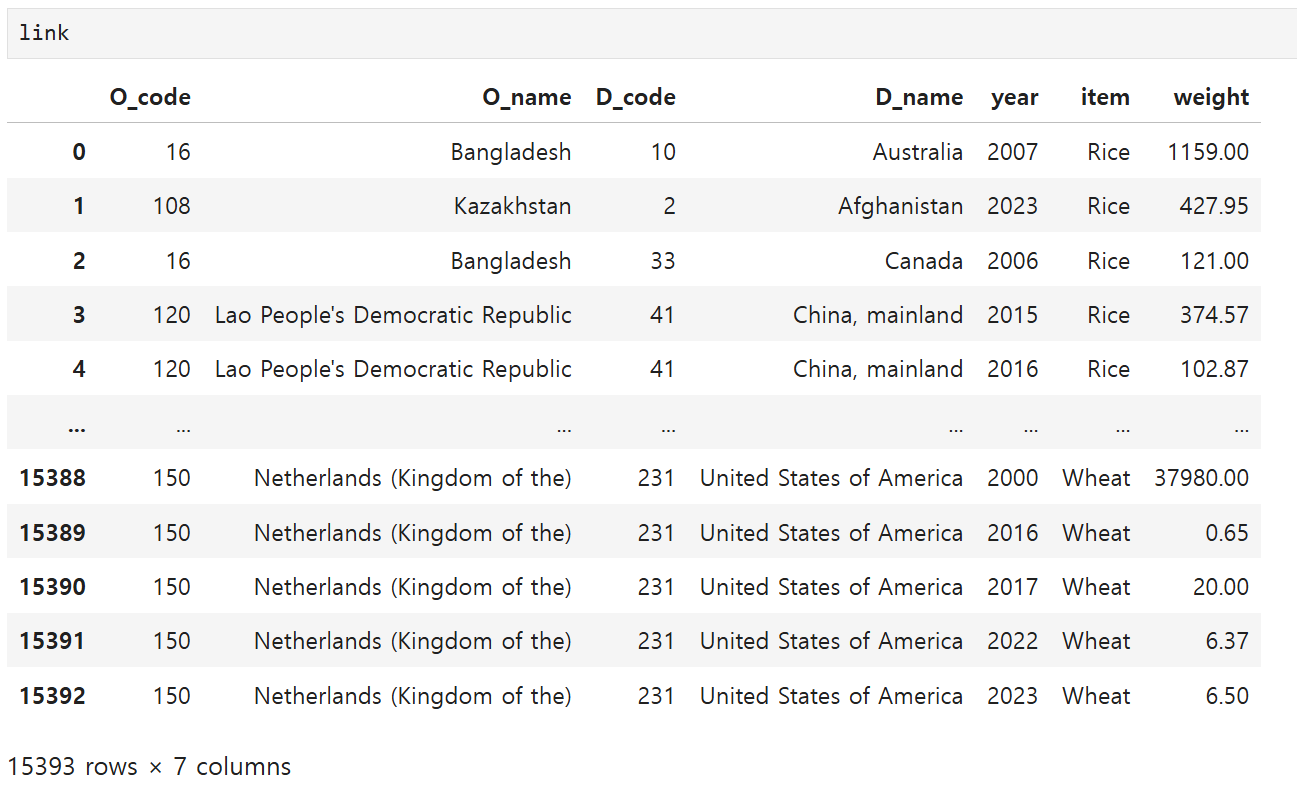 link
O_code O_name D_code D_name year item weight
0 16 Bangladesh 10 Australia 2007 Rice 1159.00
1 108 Kazakhstan 2 Afghanistan 2023 Rice 427.95
2 16 Bangladesh 33 Canada 2006 Rice 121.00
3 120 Lao People's Democratic Republic 41 China, mainland 2015 Rice 374.57
4 120 Lao People's Democratic Republic 41 China, mainland 2016 Rice 102.87
... ... ... ... ... ... ... ...
15388 150 Netherlands (Kingdom of the) 231 United States of America 2000 Wheat 37980.00
15389 150 Netherlands (Kingdom of the) 231 United States of America 2016 Wheat 0.65
15390 150 Netherlands (Kingdom of the) 231 United States of America 2017 Wheat 20.00
15391 150 Netherlands (Kingdom of the) 231 United States of America 2022 Wheat 6.37
15392 150 Netherlands (Kingdom of the) 231 United States of America 2023 Wheat 6.50
15393 rows × 7 columns